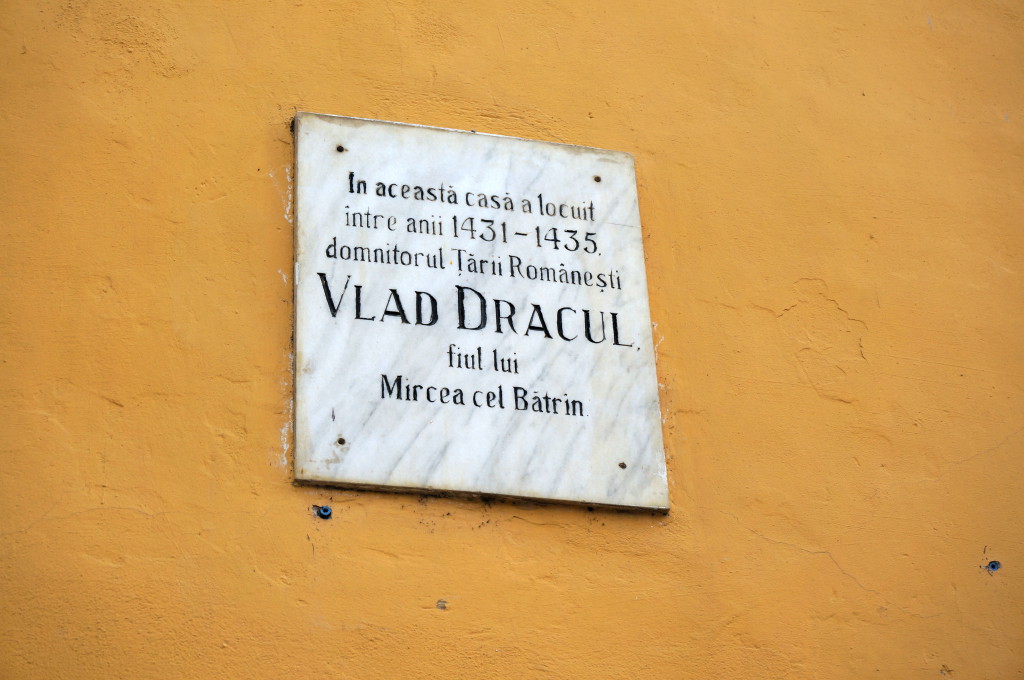 In această casă a locuit
între anii 1431-1435,
domnitorul Țării Românești
VLAD DRACUL,
fiul lui
Mircea cel Bătrîn.